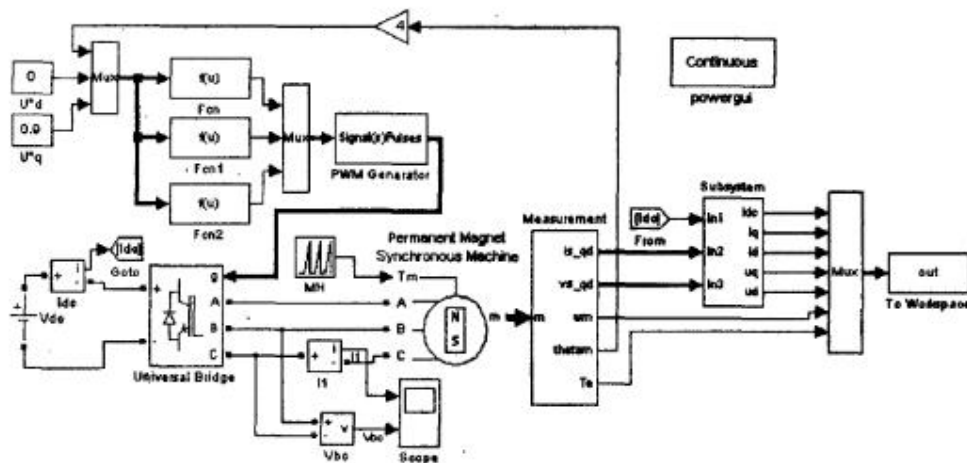 4
0
U*d
0.9
U*q
Mux
f(u)
Fcn
f(u)
Fcn1
f(u)
Fcn2
Mux
Signal(s)Pulses
PWM Generator
Continuous
powergui
Subsystem
In1
In2
In3
Idc
Iq
Id
uq
ud
[Idc]
From
Mux
out
To Workspace
Measurement
m
is_qd
vs_qd
wm
thetam
Te
Permanent Magnet
Synchronous Machine
Tm
A
B
C
N
S
m
MH
[Idc]
Goto
+
-
i
Idc
Vdc
g
+
-
A
B
C
Universal Bridge
+
-
i
I1
I1
+
-
v
Vbc
Vbc
Scope